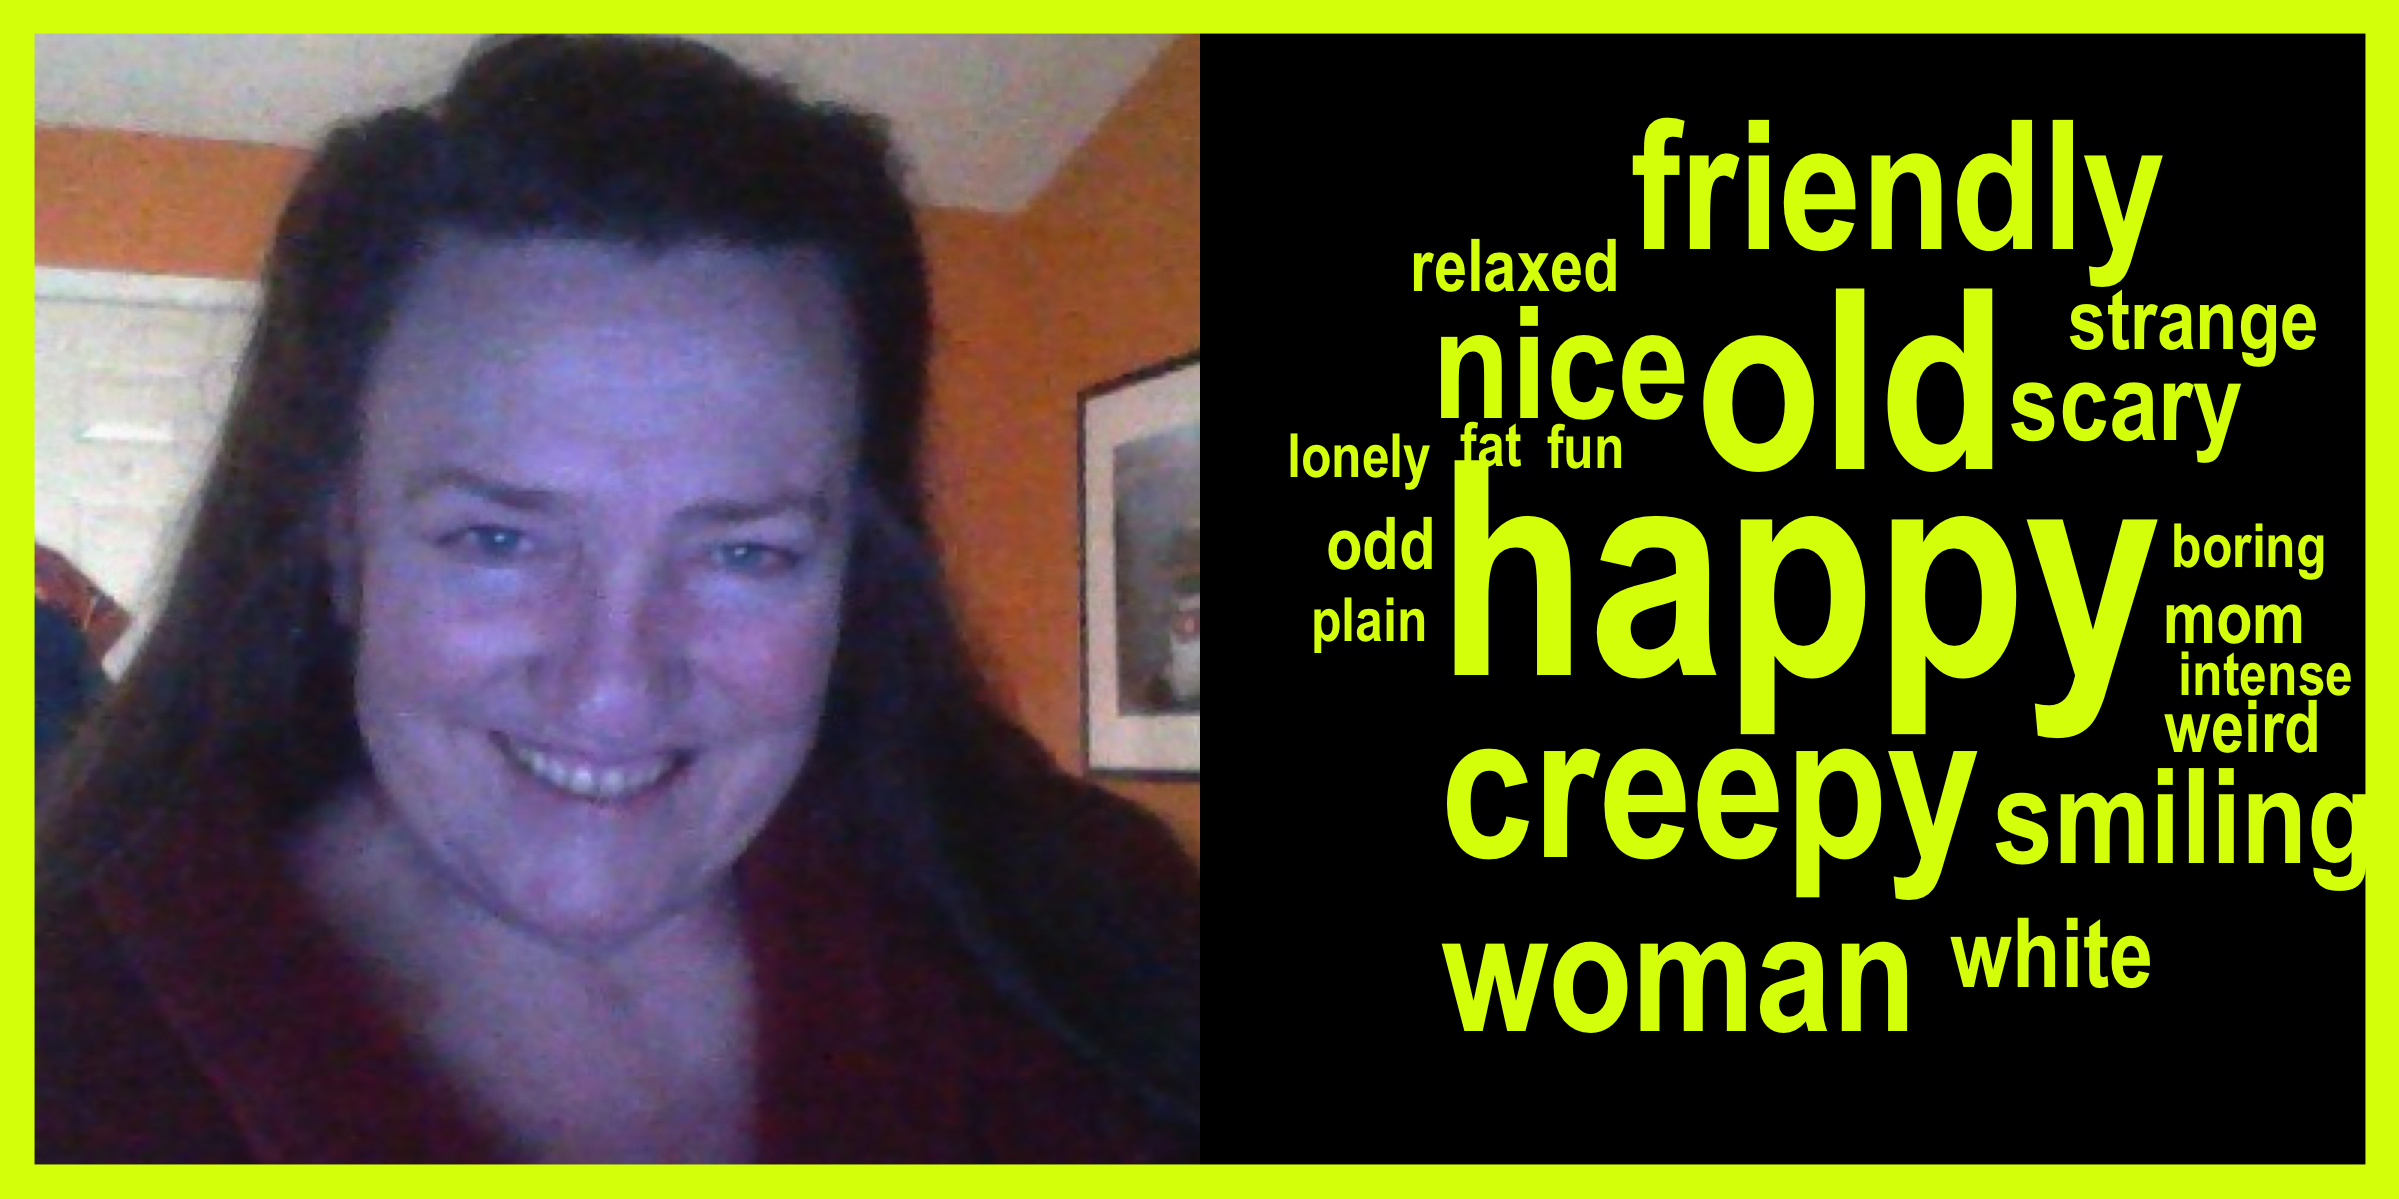 friendly
relaxed
nice old strange
scary
lonely fat fun
happy
odd boring
plain mom
intense
weird
creepy smiling
woman white